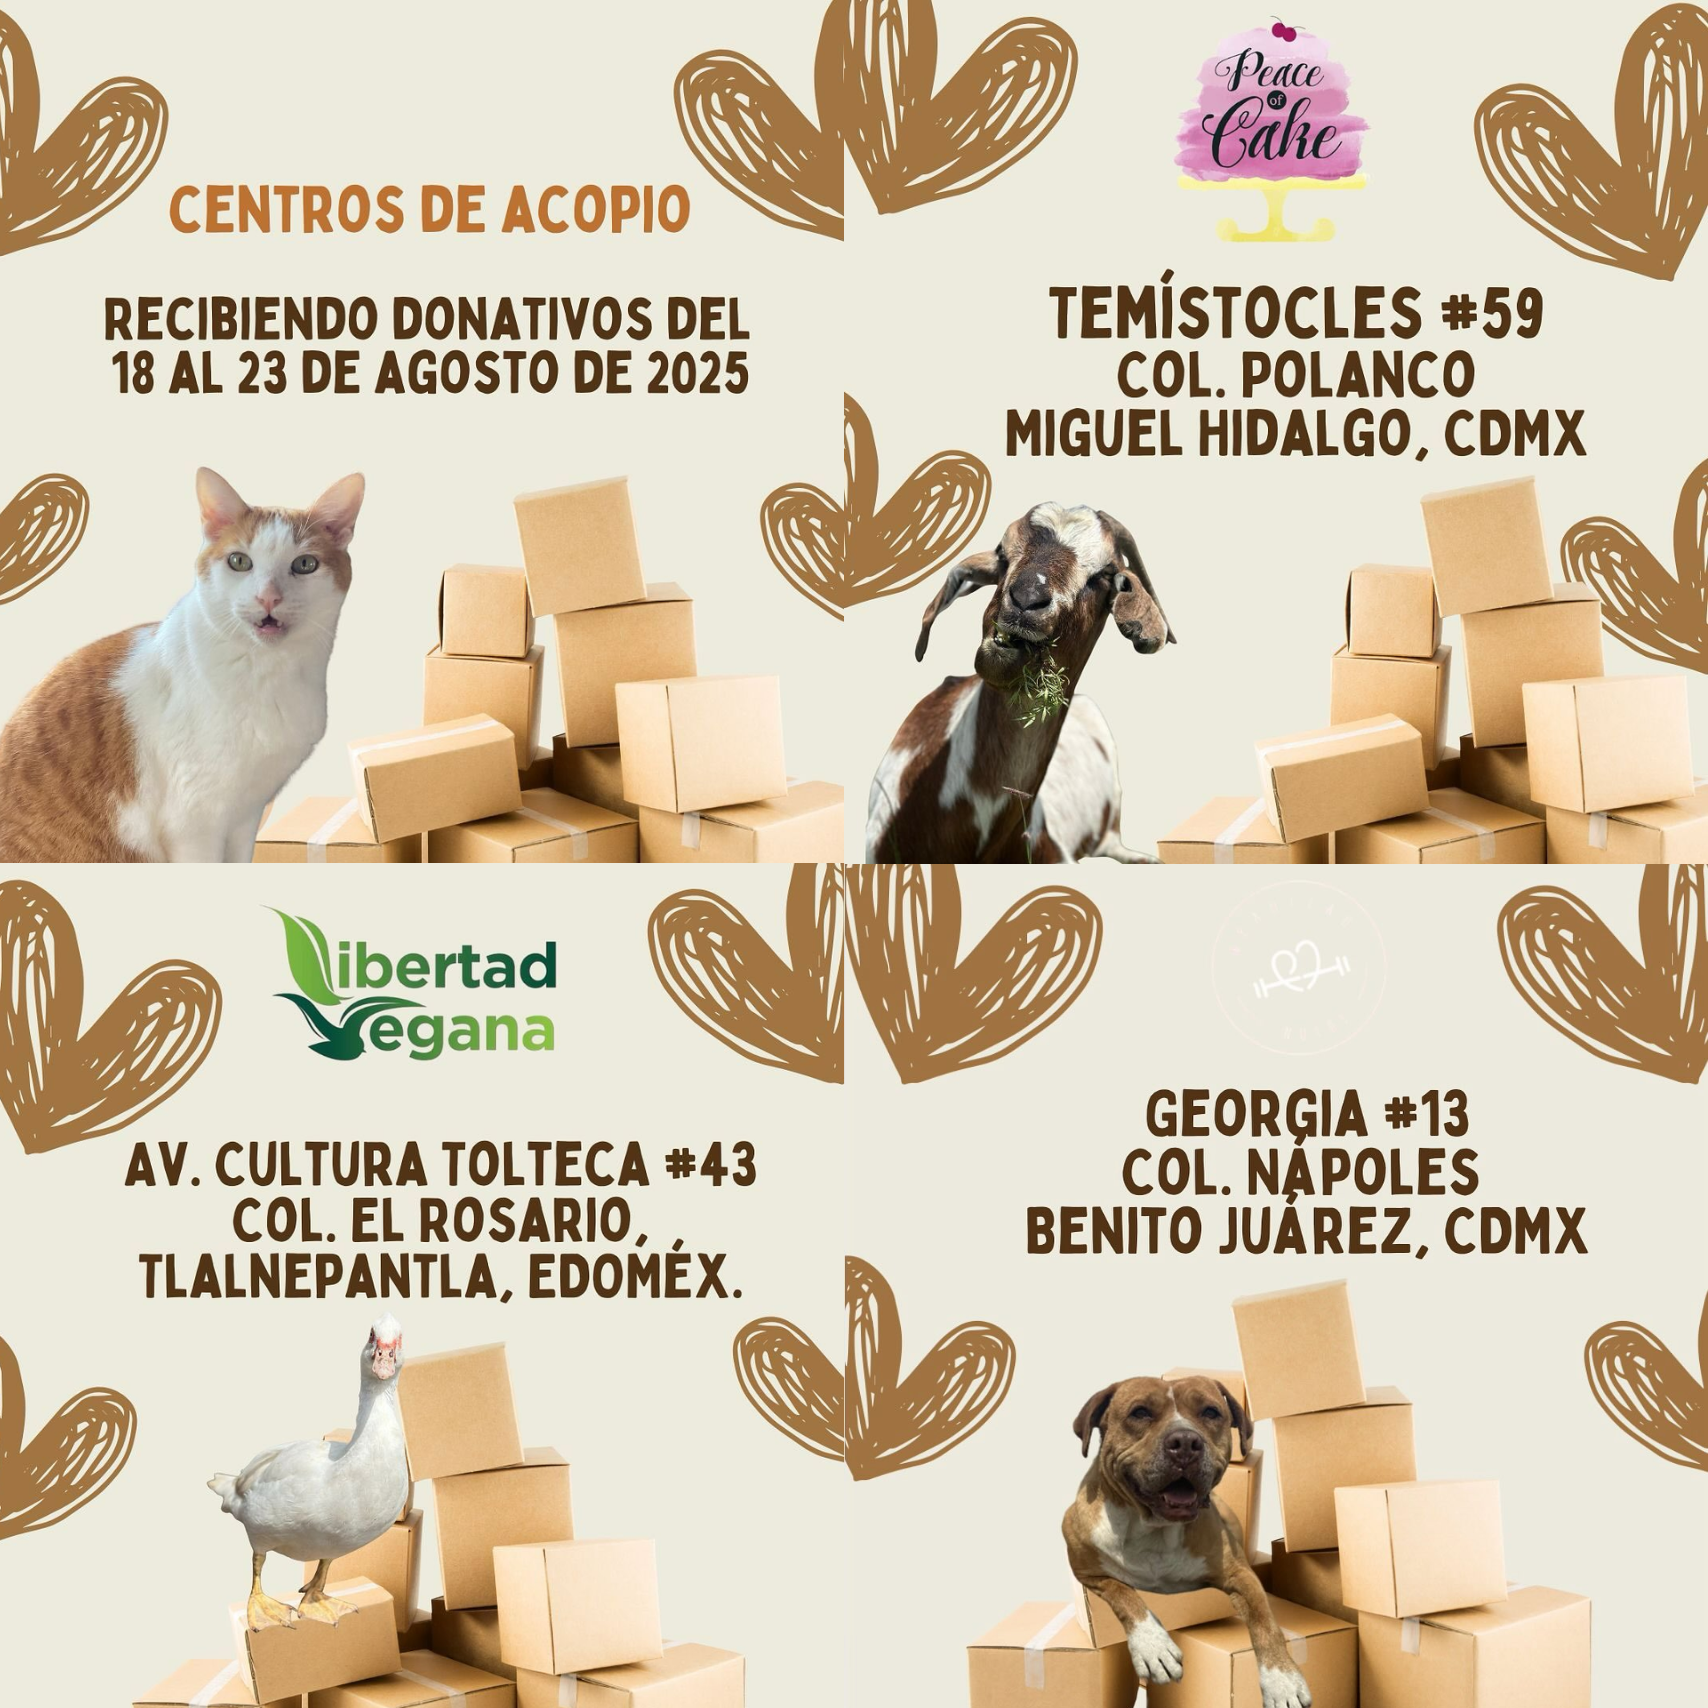 CENTROS DE ACOPIO
RECIBIENDO DONATIVOS DEL
18 AL 23 DE AGOSTO DE 2025
Peace
of
Cake
TEMÍSTOCLES #59
COL. POLANCO
MIGUEL HIDALGO, CDMX
Libertad
Vegana
AV. CULTURA TOLTECA #43
COL. EL ROSARIO,
TLALNEPANTLA, EDOMÉX.
GEORGIA #13
COL. NÁPOLES
BENITO JUÁREZ, CDMX